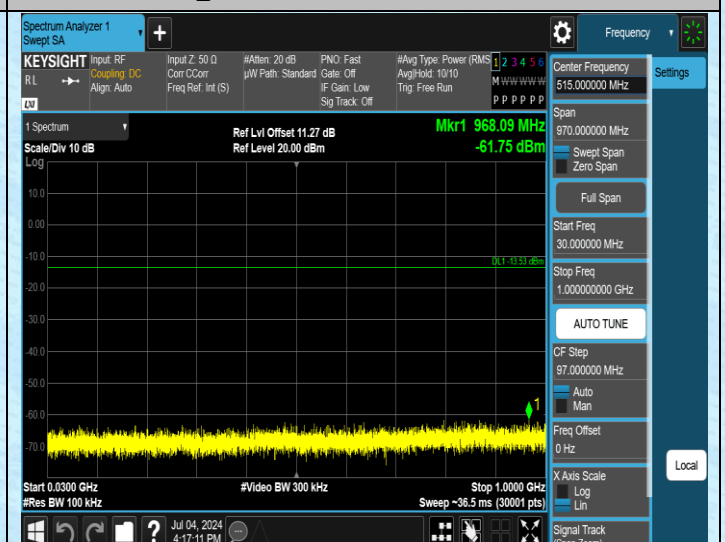 Spectrum Analyzer 1
Swept SA
Frequency
KEYSIGHT
RL
LXI
Input: RF
Coupling: DC
Align: Auto
Input Z: 50 Ω
Corr CCorr
Freq Ref: Int (S)
#Atten: 20 dB
µW Path: Standard
PNO: Fast
Gate: Off
IF Gain: Low
Sig Track: Off
#Avg Type: Power (RMS
Avg|Hold: 10/10
Trig: Free Run
1 2 3 4 5 6
M W W W W W
P P P P P P
1 Spectrum
Scale/Div 10 dB
Log
Ref Lvl Offset 11.27 dB
Ref Level 20.00 dBm
Mkr1 968.09 MHz
-61.75 dBm
10.0
0.00
-10.0
DL1 -13.53 dBm
-20.0
-30.0
-40.0
-50.0
-60.0
1
-70.0
Start 0.0300 GHz
#Res BW 100 kHz
#Video BW 300 kHz
Stop 1.0000 GHz
Sweep ~36.5 ms (30001 pts)
?
Jul 04, 2024
4:17:11 PM
Center Frequency
515.000000 MHz
Settings
Span
970.000000 MHz
Swept Span
Zero Span
Full Span
Start Freq
30.000000 MHz
Stop Freq
1.000000000 GHz
AUTO TUNE
CF Step
97.000000 MHz
Auto
Man
Freq Offset
0 Hz
X Axis Scale
Log
Lin
Local
Signal Track
(Span Zoom)